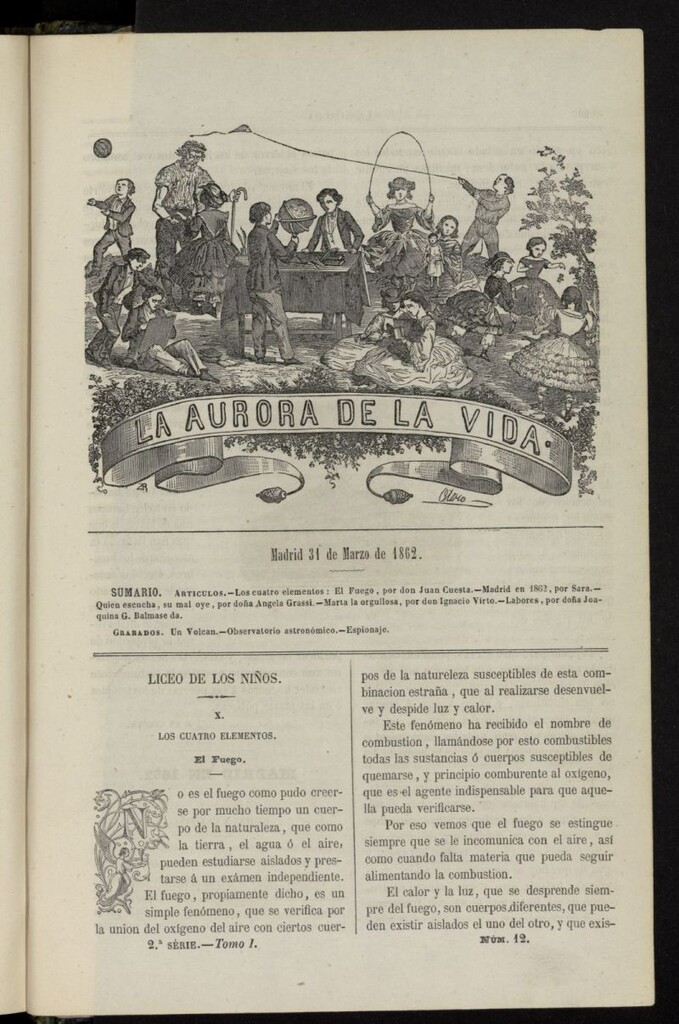 LA AURORA DE LA VIDA.
Otero
Madrid 31 de Marzo de 1862.
SUMARIO. ARTICULOS.—Los cuatro elementos: El Fuego, por don Juan Cuesta.—Madrid en 1862, por Sara.—
Quien escucha, su mal oye, por doña Angela Grassi.—Marta la orgullosa, por don Ignacio Virto.—Labores, por doña Joa-
quina G. Balmaseda.
GRABADOS. Un Volcan.—Observatorio astronómico.—Espionaje.
LICEO DE LOS NIÑOS.
X.
LOS CUATRO ELEMENTOS.
El Fuego.
No es el fuego como pudo creer-
se por mucho tiempo un cuer-
po de la naturaleza, que como
la tierra, el agua ó el aire,
pueden estudiarse aislados y pres-
tarse á un exámen independiente.
El fuego, propiamente dicho, es un
simple fenómeno, que se verifica por
la union del oxígeno del aire con ciertos cuer-
2.ª SÉRIE.—Tomo I.
pos de la naturaleza susceptibles de esta com-
binacion estraña, que al realizarse desenvuel-
ve y despide luz y calor.
Este fenómeno ha recibido el nombre de
combustion, llamándose por esto combustibles
todas las sustancias ó cuerpos susceptibles de
quemarse, y principio comburente al oxígeno,
que es el agente indispensable para que aque-
lla pueda verificarse.
Por eso vemos que el fuego se estingue
siempre que se le incomunica con el aire, así
como cuando falta materia que pueda seguir
alimentando la combustion.
El calor y la luz, que se desprende siem-
pre del fuego, son cuerpos diferentes, que pue-
den existir aislados el uno del otro, y que exis-
NÚM. 12.